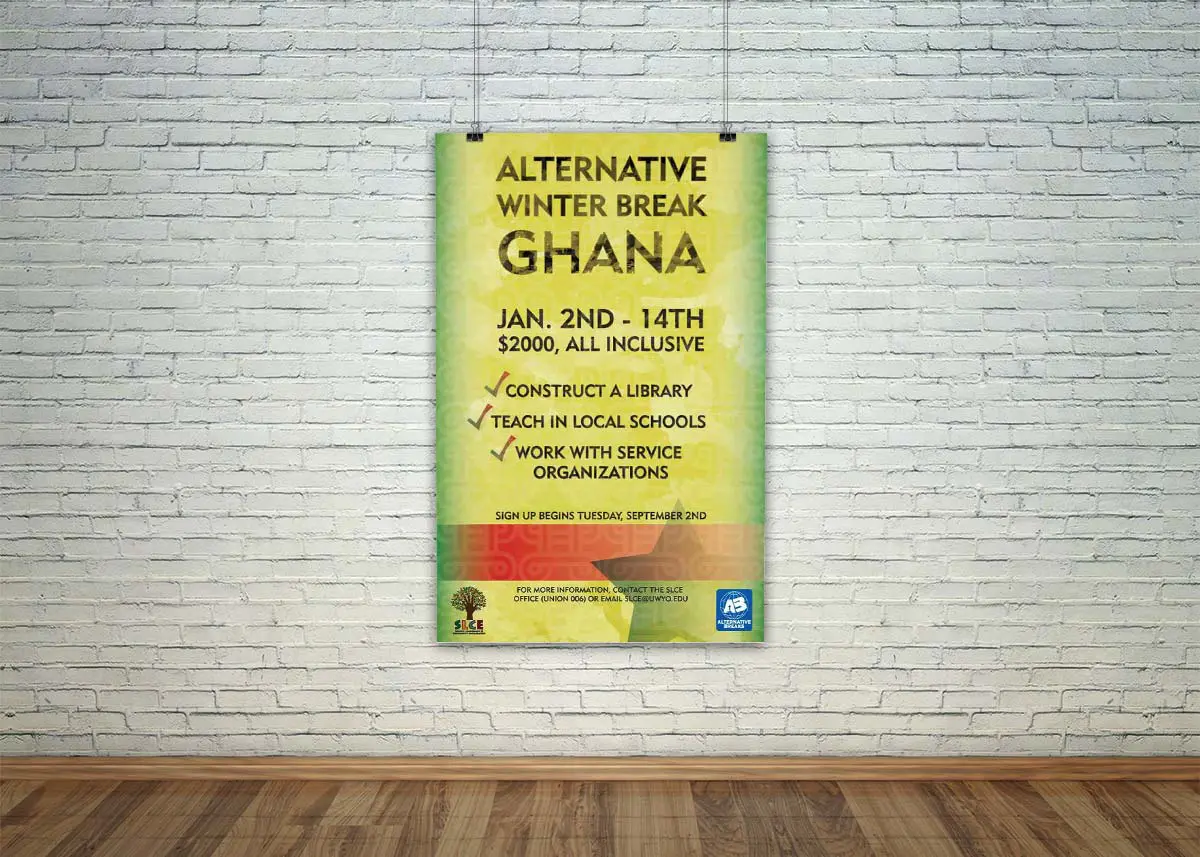 ALTERNATIVE
WINTER BREAK
GHANA
JAN. 2ND - 14TH
$2000, ALL INCLUSIVE
CONSTRUCT A LIBRARY
TEACH IN LOCAL SCHOOLS
WORK WITH SERVICE
ORGANIZATIONS
SIGN UP BEGINS TUESDAY, SEPTEMBER 2ND
FOR MORE INFORMATION, CONTACT THE SLCE
OFFICE (UNION 006) OR EMAIL SLCE@UWYO.EDU
SLCE
AB
ALTERNATIVE
BREAKS